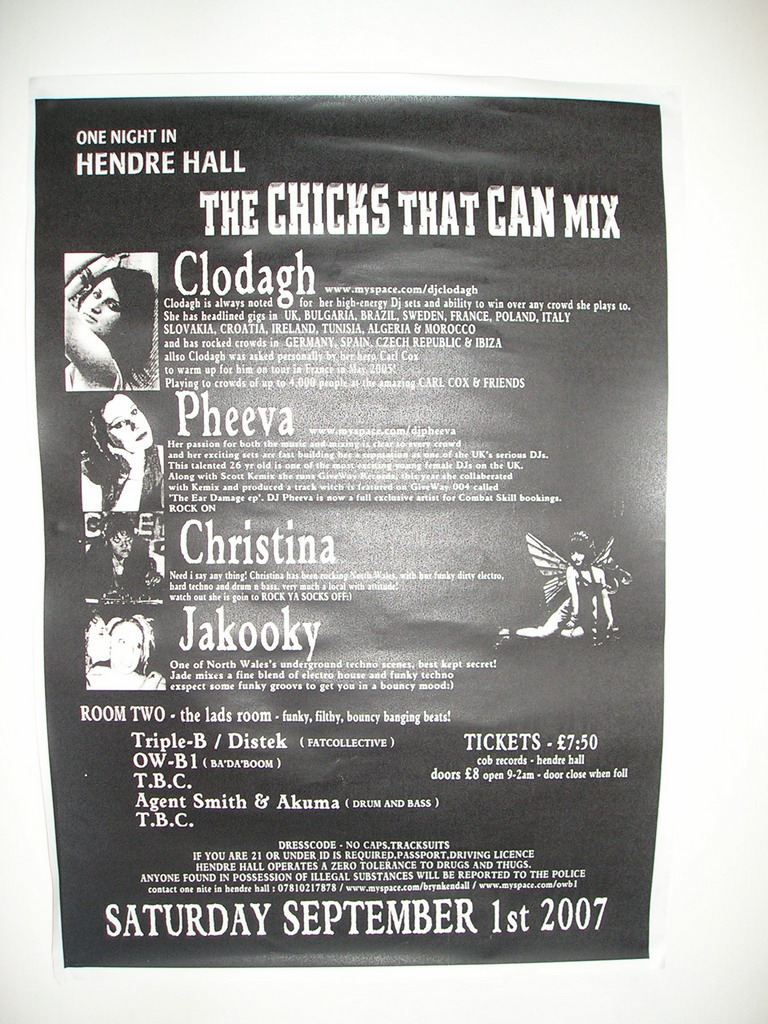 ONE NIGHT IN
HENDRE HALL
THE CHICKS THAT CAN MIX
Clodagh www.myspace.com/djclodagh
Clodagh is always noted for her high-energy Dj sets and ability to win over any crowd she plays to.
She has headlined gigs in UK, BULGARIA, BRAZIL, SWEDEN, FRANCE, POLAND, ITALY
SLOVAKIA, CROATIA, IRELAND, TUNISIA, ALGERIA & MOROCCO
and has rocked crowds in GERMANY, SPAIN, CZECH REPUBLIC & IBIZA
allso Clodagh was asked personally by her hero Carl Cox
to warm up for him on tour in France in May 2005!
Playing to crowds of up to 4,000 people at the amazing CARL COX & FRIENDS
Pheeva www.myspace.com/djpheeva
Her passion for both the music and mixing is clear to every crowd
and her exciting sets are fast building her a reputation as one of the UK's serious DJs.
This talented 26 yr old is one of the most exciting young female DJs on the UK.
Along with Scott Kemix she runs GiveWay Records, this year she collaborated
with Kemix and produced a track witch is featured on GiveWay 004 called
'The Ear Damage ep'. DJ Pheeva is now a full exclusive artist for Combat Skill bookings.
ROCK ON
Christina
Need i say any thing! Christina has been rocking North Wales, with her funky dirty electro,
hard techno and drum n bass. very much a local with attitude!
watch out she is goin to ROCK YA SOCKS OFF:)
Jakooky
One of North Wales's underground techno scenes, best kept secret!
Jade mixes a fine blend of electro house and funky techno
exspect some funky groovs to get you in a bouncy mood:)
ROOM TWO - the lads room - funky, filthy, bouncy banging beats!
Triple-B / Distek ( FATCOLLECTIVE )
OW-B1 ( BA'DA'BOOM )
T.B.C.
Agent Smith & Akuma ( DRUM AND BASS )
T.B.C.
TICKETS - £7:50
cob records - hendre hall
doors £8 open 9-2am - door close when foll
DRESSCODE - NO CAPS,TRACKSUITS
IF YOU ARE 21 OR UNDER ID IS REQUIRED,PASSPORT,DRIVING LICENCE
HENDRE HALL OPERATES A ZERO TOLERANCE TO DRUGS AND THUGS.
ANYONE FOUND IN POSSESSION OF ILLEGAL SUBSTANCES WILL BE REPORTED TO THE POLICE
contact one nite in hendre hall : 07810217878 / www.myspace.com/brynkendall / www.myspace.com/owb1
SATURDAY SEPTEMBER 1st 2007